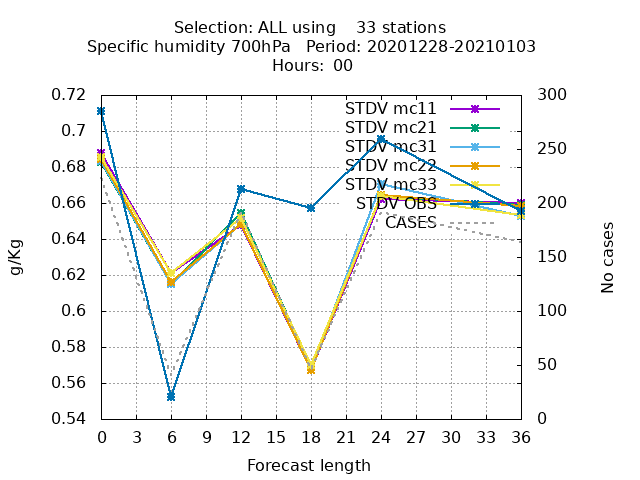 Selection: ALL using    33 stations
Specific humidity 700hPa   Period: 20201228-20210103
Hours:  00
0.72
0.7
0.68
0.66
0.64
0.62
0.6
0.58
0.56
0.54
g/Kg
STDV mc11
STDV mc21
STDV mc31
STDV mc22
STDV mc33
STDV OBS
CASES
300
250
200
150
100
50
0
No cases
0 3 6 9 12 15 18 21 24 27 30 33 36
Forecast length